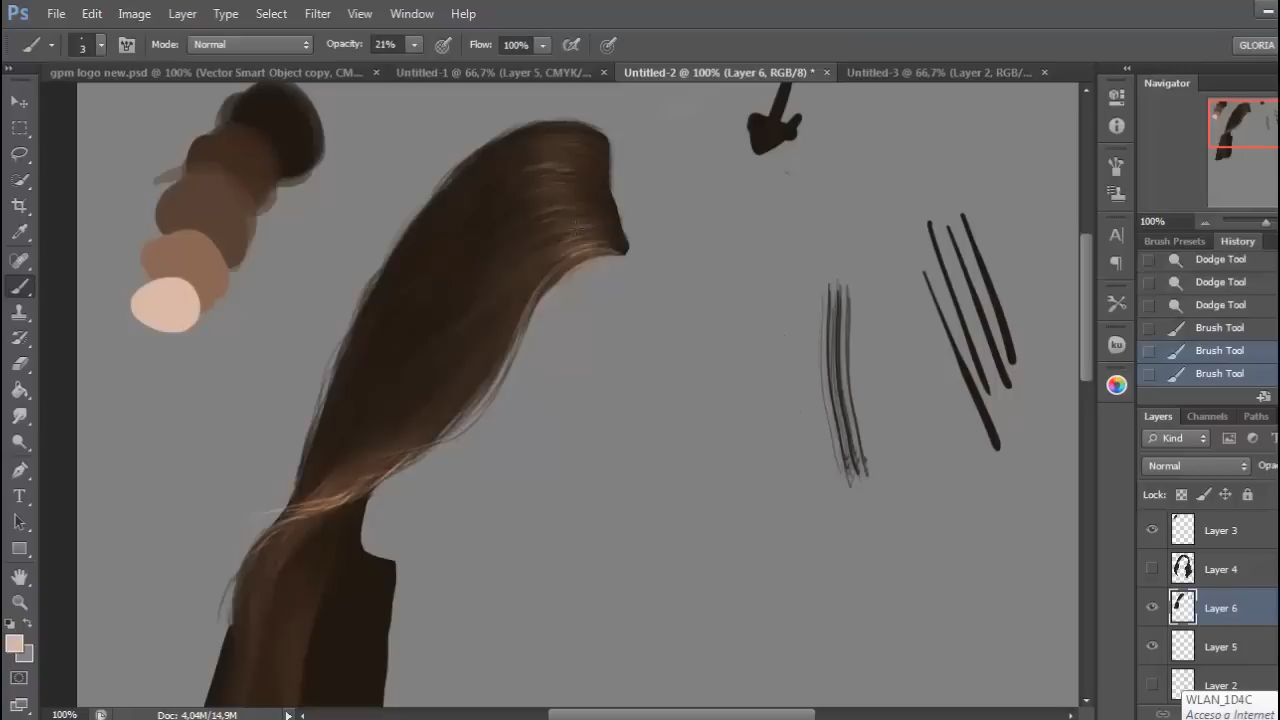 Ps File Edit Image Layer Type Select Filter View Window Help
3 Mode: Normal Opacity: 21% Flow: 100% GLORIA
gpm logo new.psd @ 100% (Vector Smart Object copy, CM... × Untitled-1 @ 66,7% (Layer 5, CMYK/... × Untitled-2 @ 100% (Layer 6, RGB/8) * × Untitled-3 @ 66,7% (Layer 2, RGB/... ×
Navigator
100%
Brush Presets History
Dodge Tool
Dodge Tool
Dodge Tool
Brush Tool
Brush Tool
Brush Tool
ku
Layers Channels Paths
Kind
Normal Opa
Lock:
Layer 3
Layer 4
Layer 6
Layer 5
Layer 2
WLAN_1D4C
Acceso a Internet
100% Doc: 4,04M/14,9M